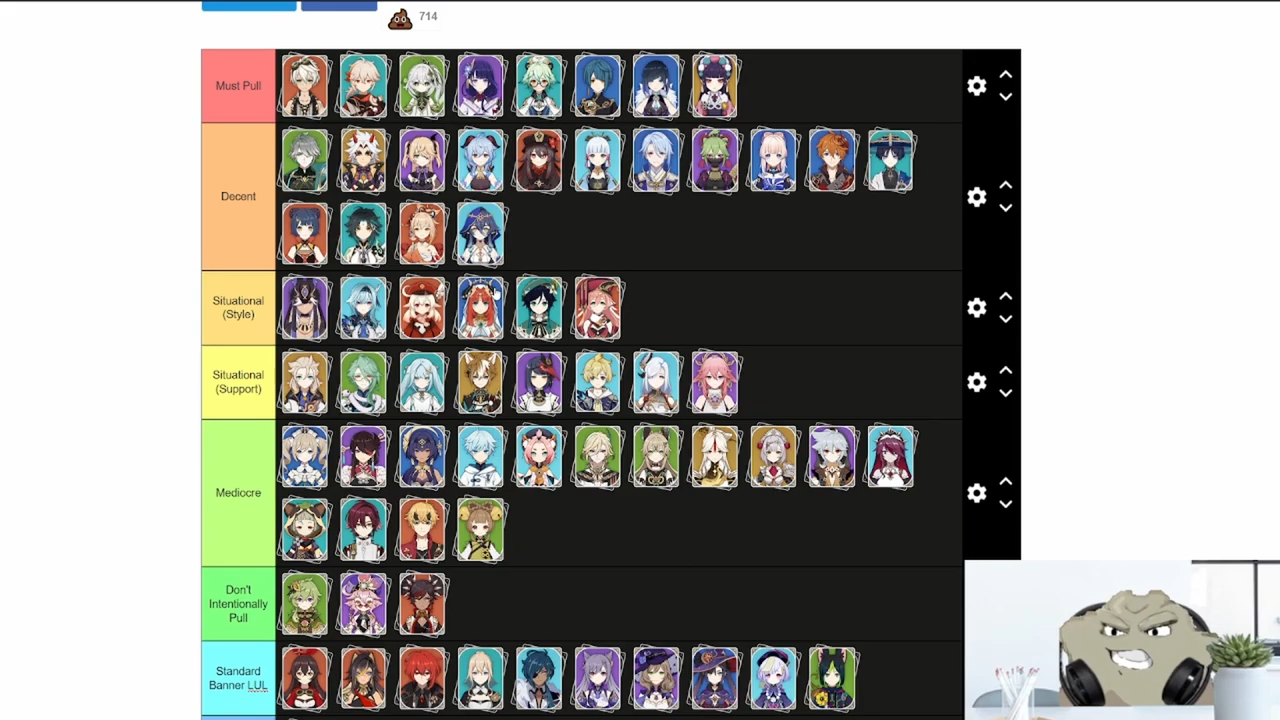 714
Must Pull
Decent
Situational
(Style)
Situational
(Support)
Mediocre
Don't
Intentionally
Pull
Standard
Banner LUL